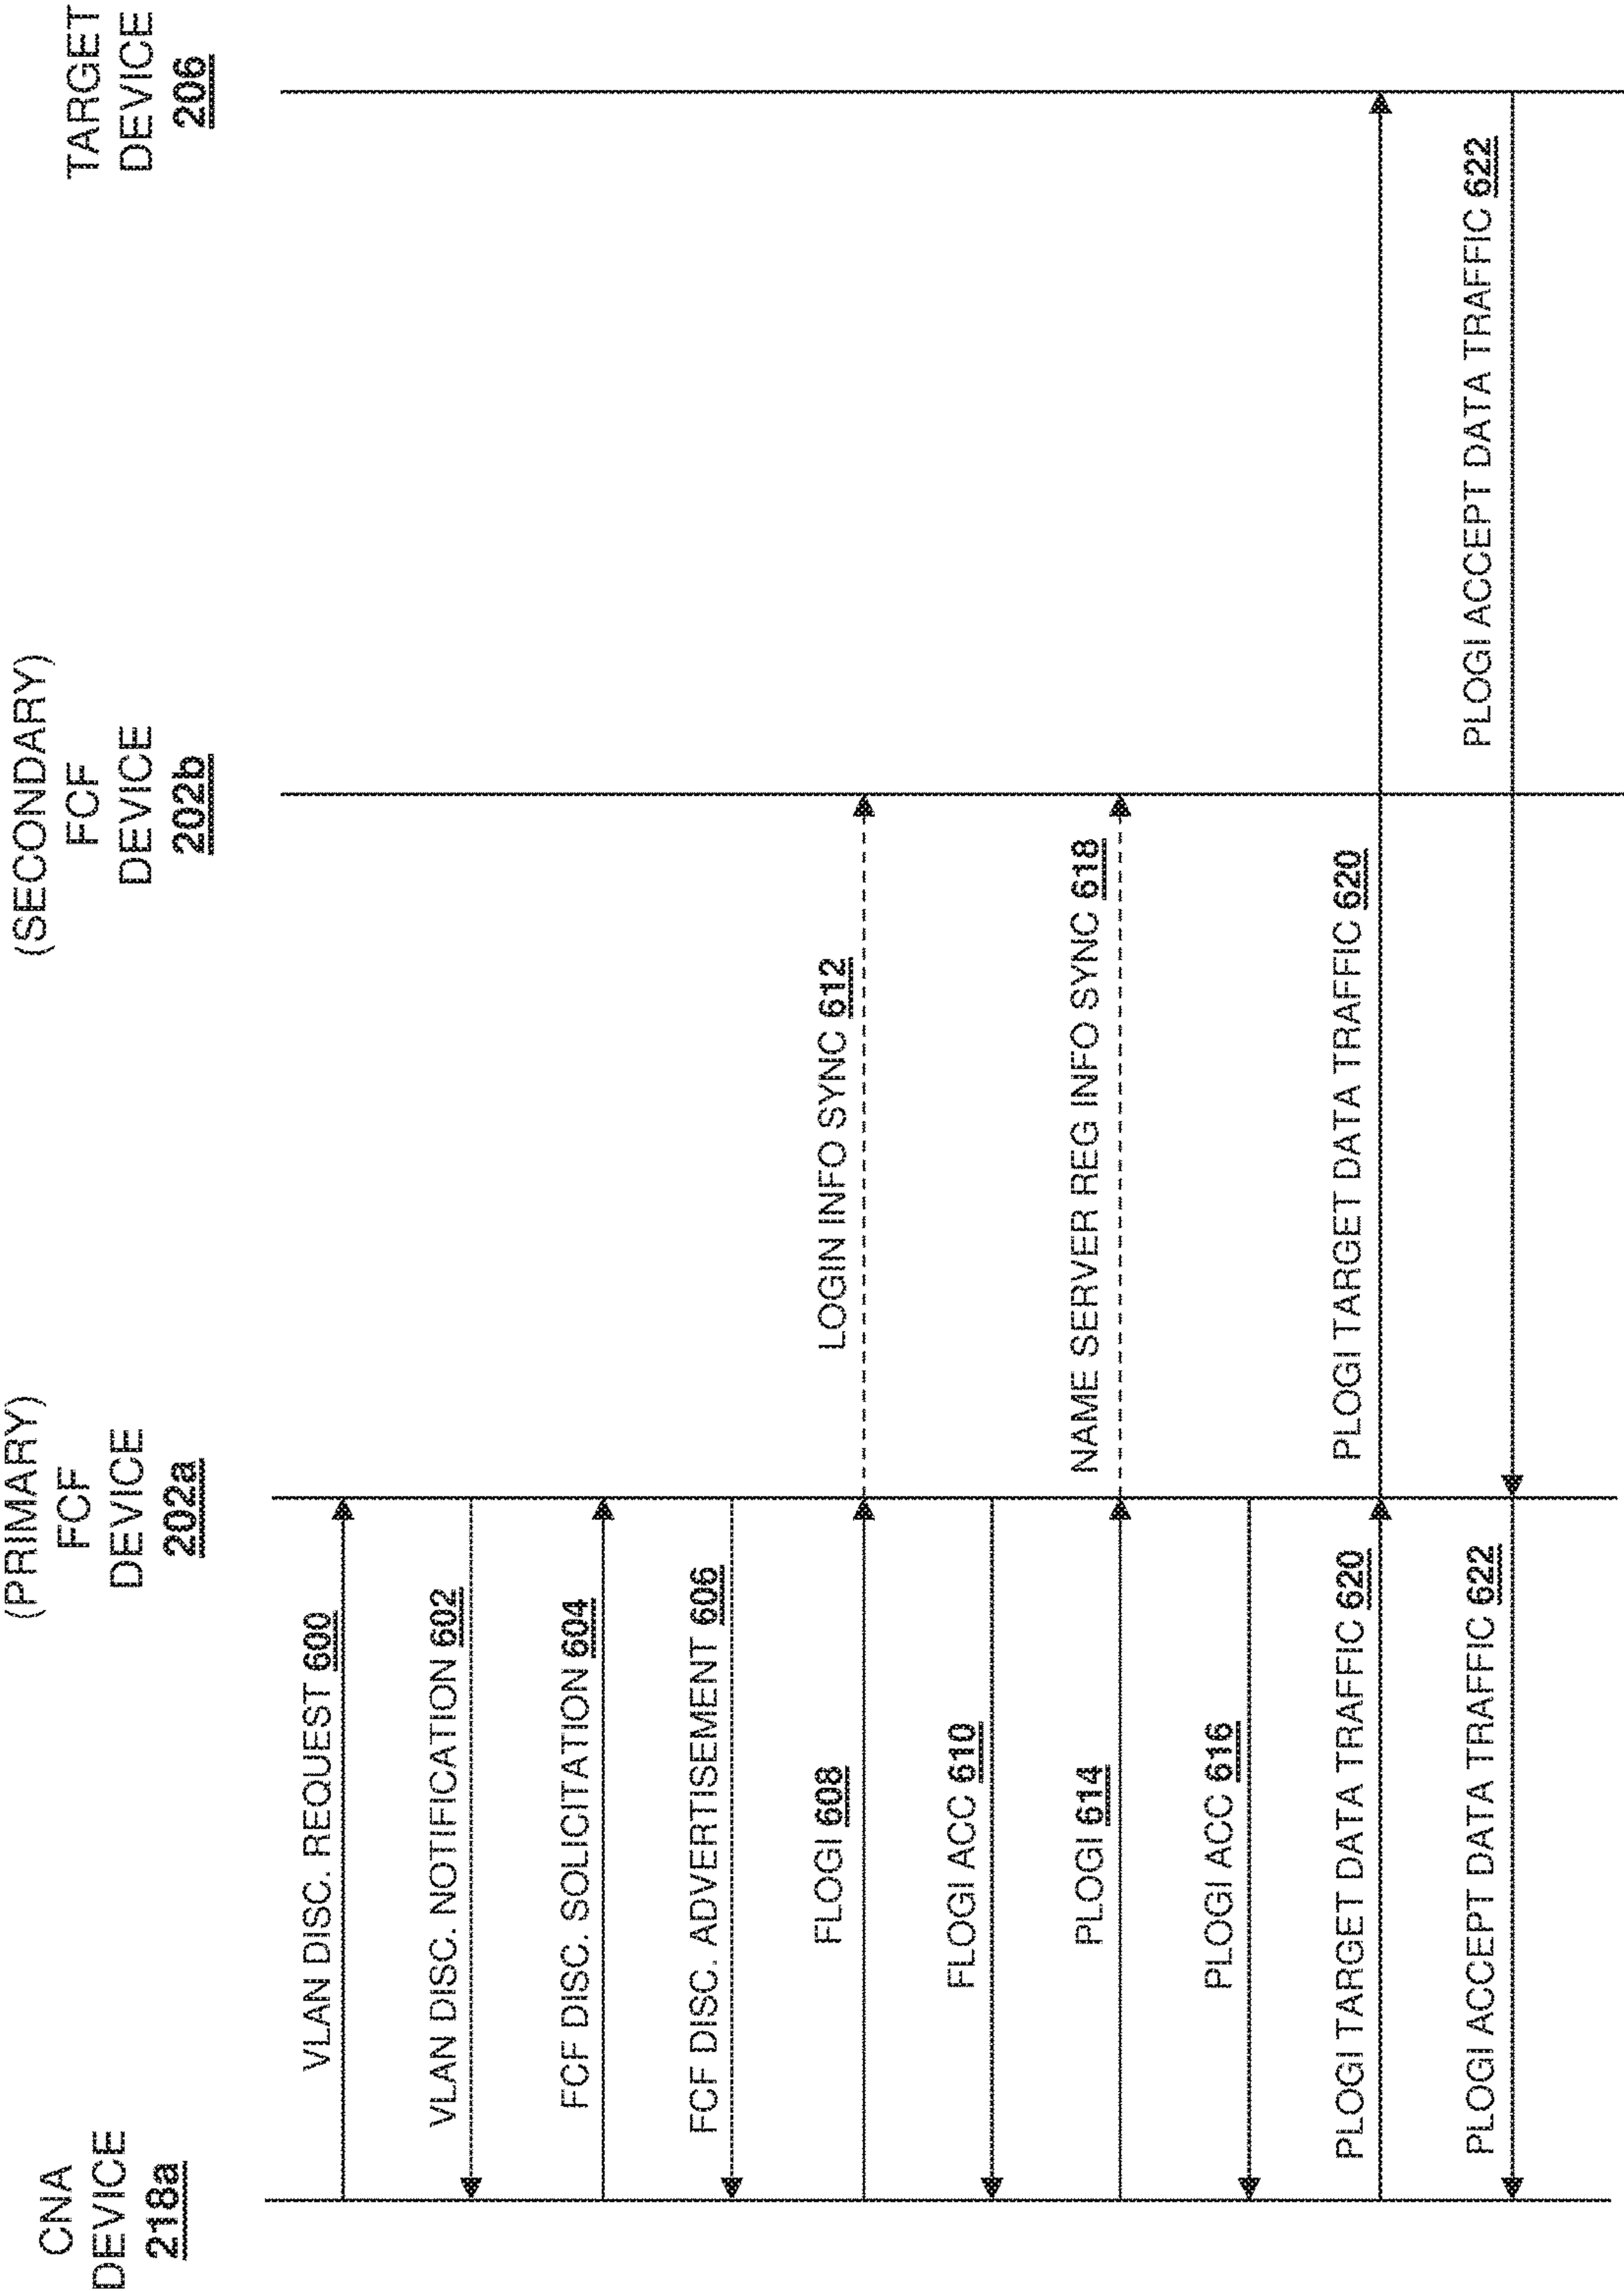 CNA
DEVICE
218a
(PRIMARY)
FCF
DEVICE
202a
(SECONDARY)
FCF
DEVICE
202b
TARGET
DEVICE
206
VLAN DISC. REQUEST 600
VLAN DISC. NOTIFICATION 602
FCF DISC. SOLICITATION 604
FCF DISC. ADVERTISEMENT 606
FLOGI 608
LOGIN INFO SYNC 612
FLOGI ACC 610
PLOGI 614
NAME SERVER REG INFO SYNC 618
PLOGI ACC 616
PLOGI TARGET DATA TRAFFIC 620
PLOGI TARGET DATA TRAFFIC 620
PLOGI ACCEPT DATA TRAFFIC 622
PLOGI ACCEPT DATA TRAFFIC 622